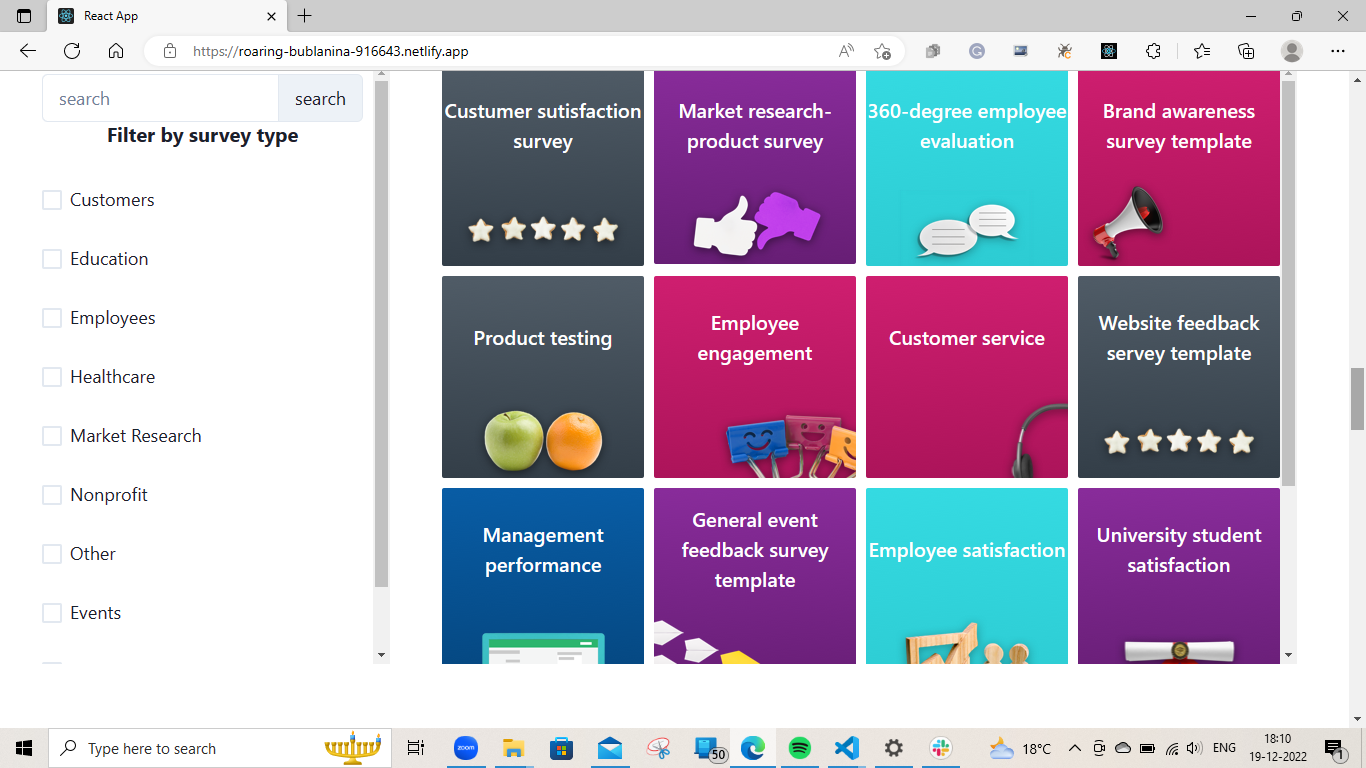 React App
https://roaring-bublanina-916643.netlify.app
search
search
Filter by survey type
Customers
Education
Employees
Healthcare
Market Research
Nonprofit
Other
Events
Custumer sutisfaction
survey
Market research-
product survey
360-degree employee
evaluation
Brand awareness
survey template
Product testing
Employee
engagement
Customer service
Website feedback
servey template
Management
performance
General event
feedback survey
template
Employee satisfaction
University student
satisfaction
Type here to search
zoom
50
18°C
ENG
18:10
19-12-2022
1